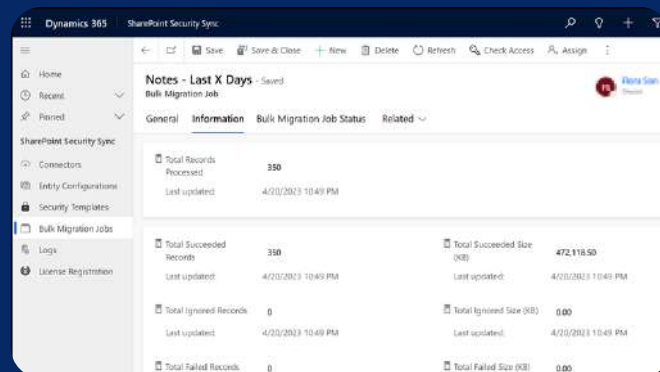 Dynamics 365 SharePoint Security Sync
Save Save & Close New Delete Refresh Check Access Assign
Home
Recent
Pinned
SharePoint Security Sync
Connectors
Entity Configurations
Security Templates
Bulk Migration Jobs
Logs
License Registration
Notes - Last X Days - Saved
Bulk Migration Job
General Information Bulk Migration Job Status Related
Total Records
Processed
350
Last updated: 4/20/2023 10:49 PM
Total Succeeded
Records
350
Last updated: 4/20/2023 10:49 PM
Total Succeeded Size
(KB)
472,118.50
Last updated: 4/20/2023 10:49 PM
Total Ignored Records 0
Last updated: 4/20/2023 10:49 PM
Total Ignored Size (KB) 0.00
Last updated: 4/20/2023 10:49 PM
Total Failed Records 0
Total Failed Size (KB) 0.00